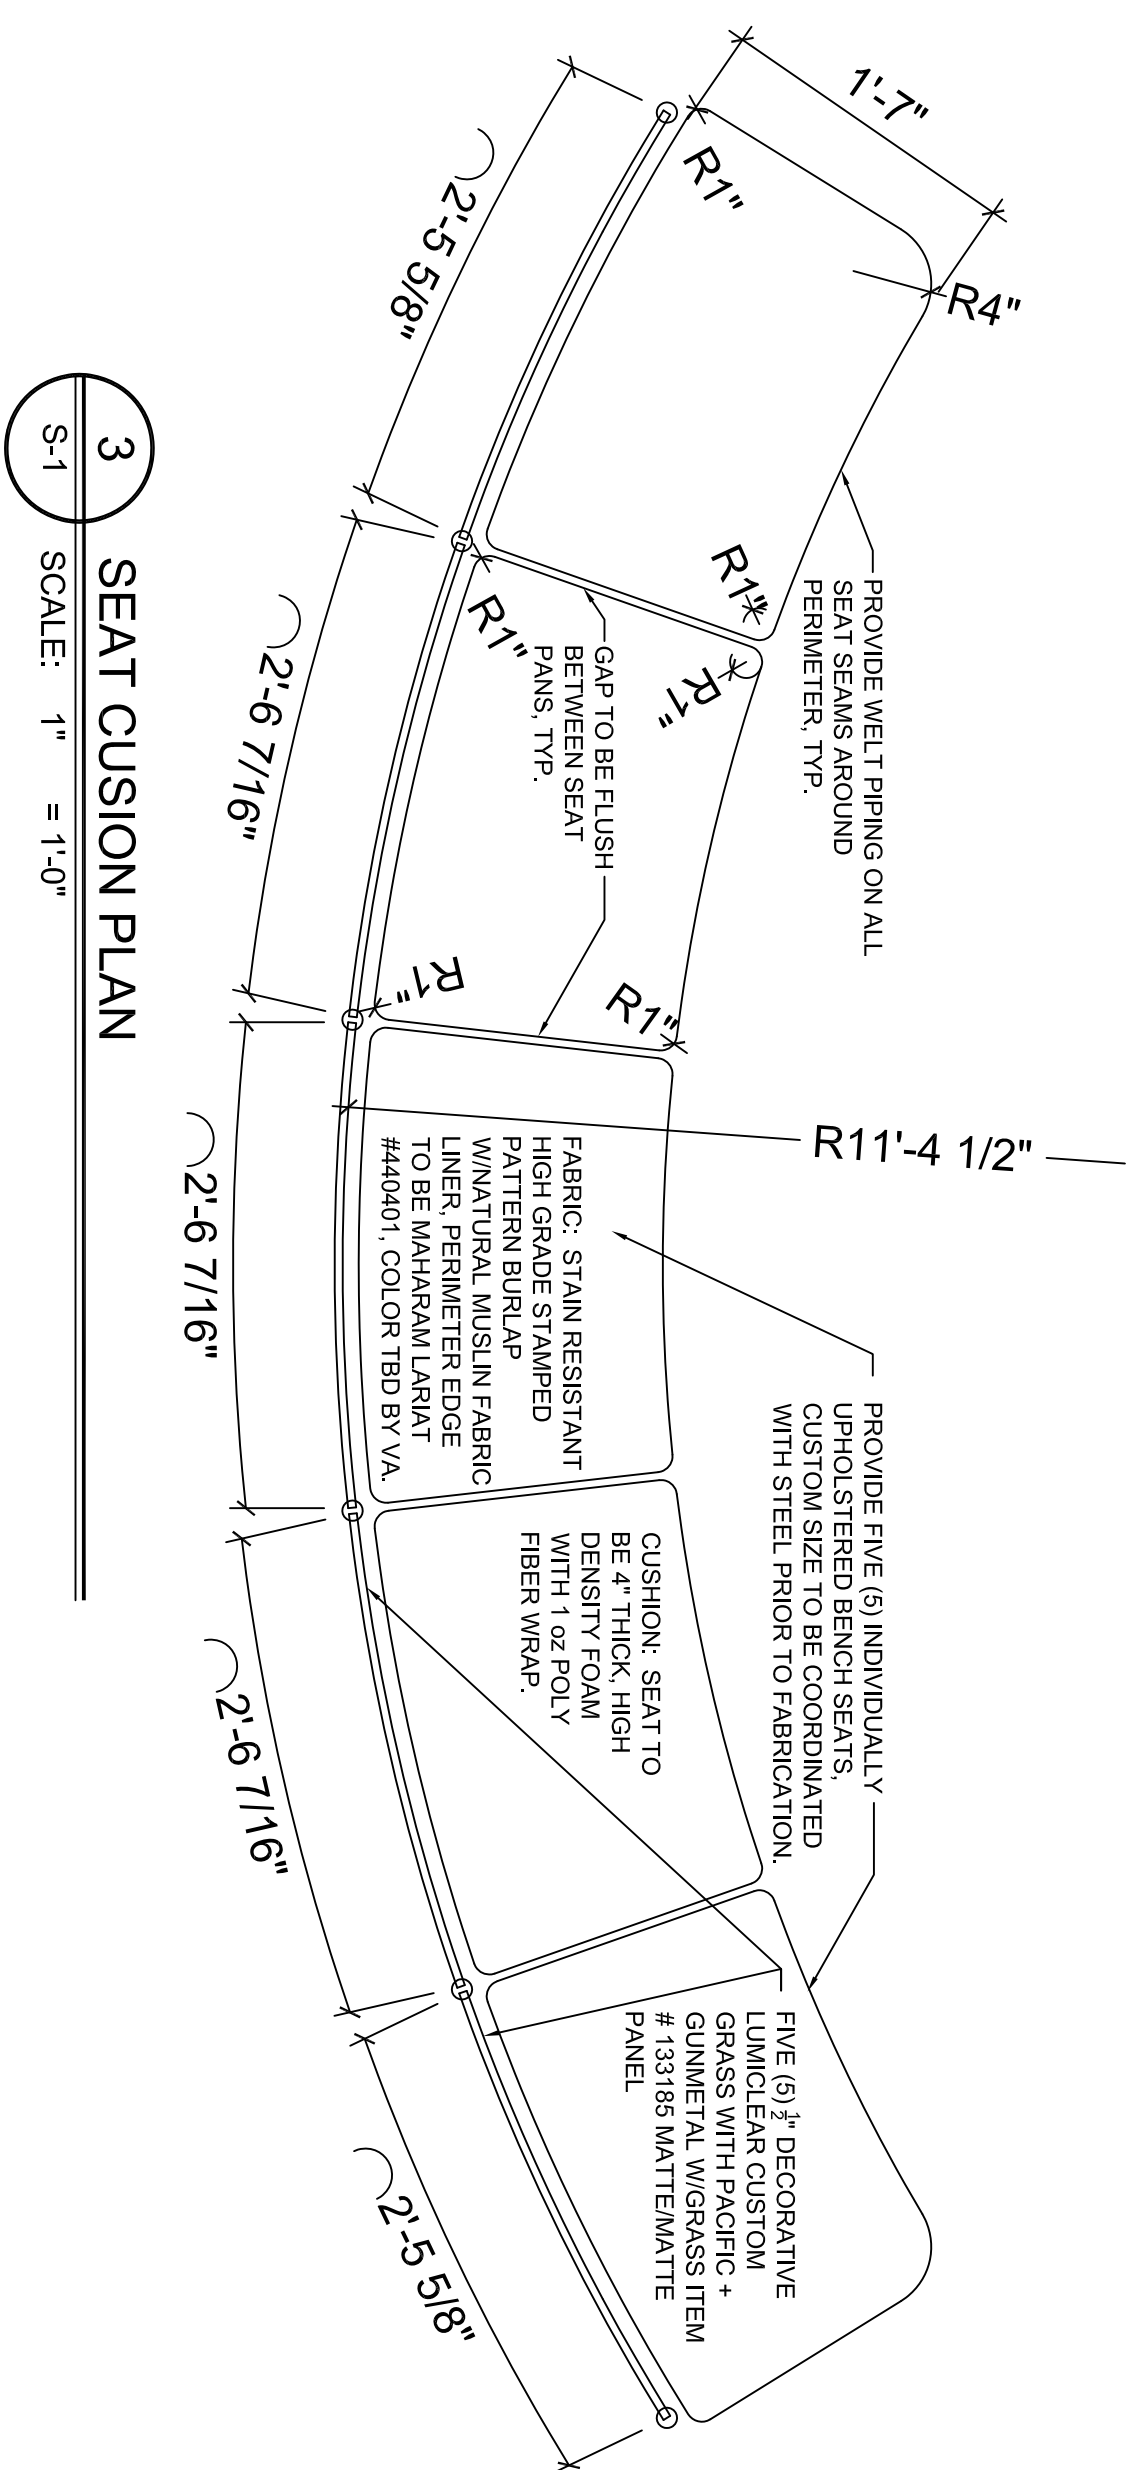 1'-7"
R1"
R4"
2'-5 5/8"
PROVIDE WELT PIPING ON ALL
SEAT SEAMS AROUND
PERIMETER, TYP.
R1"
R1"
R1"
GAP TO BE FLUSH
BETWEEN SEAT
PANS, TYP.
2'-6 7/16"
R1"
R1"
R11'-4 1/2"
FABRIC: STAIN RESISTANT
HIGH GRADE STAMPED
PATTERN BURLAP
W/NATURAL MUSLIN FABRIC
LINER, PERIMETER EDGE
TO BE MAHARAM LARIAT
#440401, COLOR TBD BY VA.
2'-6 7/16"
PROVIDE FIVE (5) INDIVIDUALLY
UPHOLSTERED BENCH SEATS,
CUSTOM SIZE TO BE COORDINATED
WITH STEEL PRIOR TO FABRICATION.
CUSHION: SEAT TO
BE 4" THICK, HIGH
DENSITY FOAM
WITH 1 oz POLY
FIBER WRAP.
2'-6 7/16"
FIVE (5) 1/2" DECORATIVE
LUMICLEAR CUSTOM
GRASS WITH PACIFIC +
GUNMETAL W/GRASS ITEM
# 133185 MATTE/MATTE
PANEL
2'-5 5/8"
3
S-1
SEAT CUSION PLAN
SCALE: 1" = 1'-0"